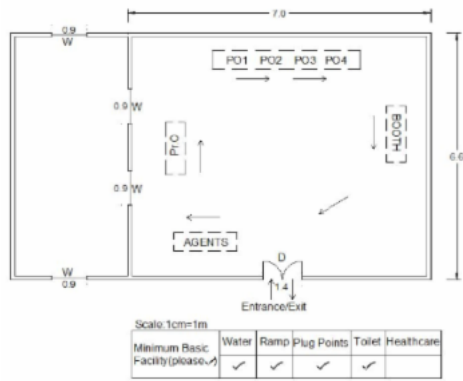 7.0
0.9
W
PO1 PO2 PO3 PO4
0.9 W
BOOTH
PrO
6.6
0.9 W
AGENTS
W
0.9
D
1.4
Entrance/Exit
Scale:1cm=1m
Minimum Basic Facility(please✓) Water Ramp Plug Points Toilet Healthcare
✓ ✓ ✓ ✓